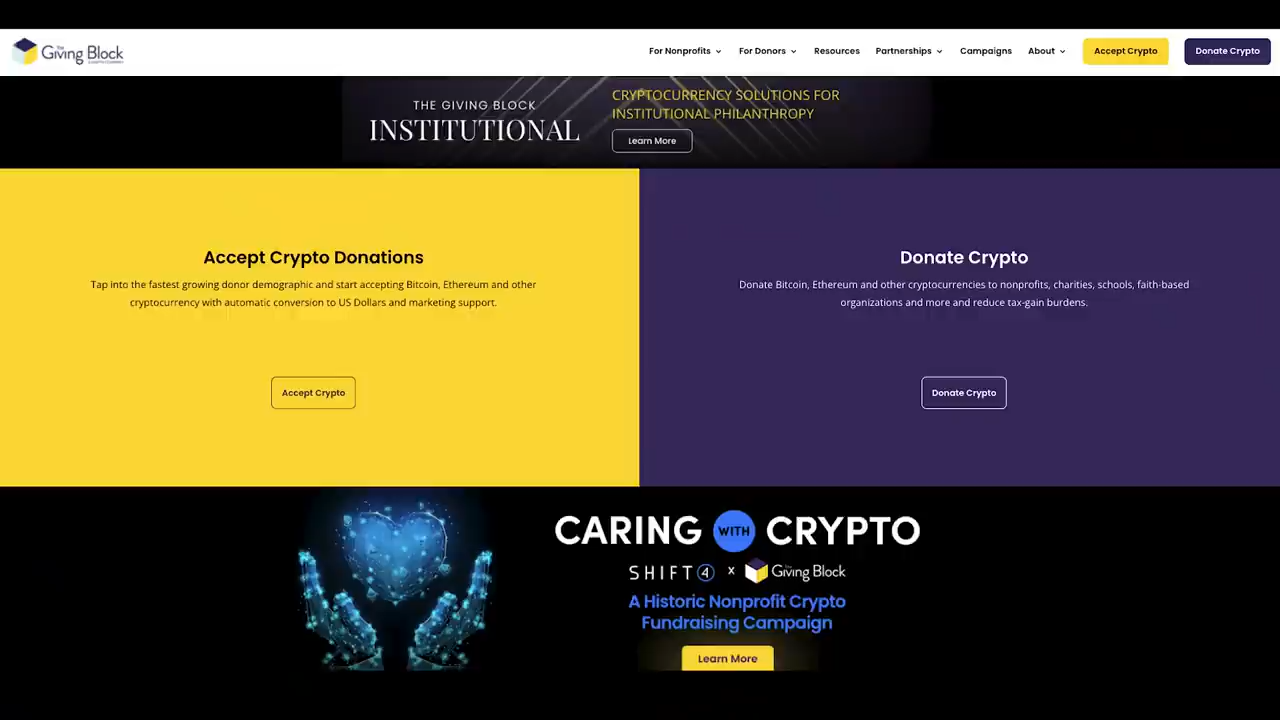 The
Giving Block
For Nonprofits
For Donors
Resources
Partnerships
Campaigns
About
Accept Crypto
Donate Crypto
THE GIVING BLOCK
INSTITUTIONAL
CRYPTOCURRENCY SOLUTIONS FOR
INSTITUTIONAL PHILANTHROPY
Learn More
Accept Crypto Donations
Tap into the fastest growing donor demographic and start accepting Bitcoin, Ethereum and other
cryptocurrency with automatic conversion to US Dollars and marketing support.
Accept Crypto
Donate Crypto
Donate Bitcoin, Ethereum and other cryptocurrencies to nonprofits, charities, schools, faith-based
organizations and more and reduce tax-gain burdens.
Donate Crypto
CARING WITH CRYPTO
SHIFT4 x The Giving Block
A Historic Nonprofit Crypto
Fundraising Campaign
Learn More